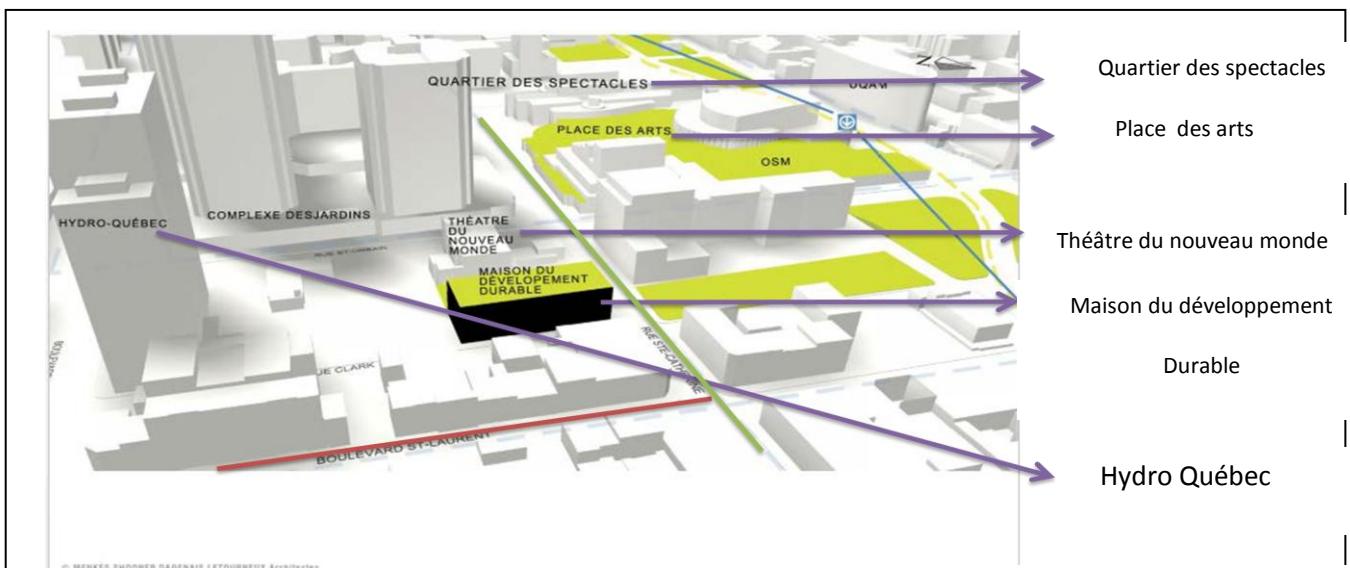 QUARTIER DES SPECTACLES
Quartier des spectacles
UQAM
PLACE DES ARTS
Place des arts
OSM
HYDRO-QUÉBEC
COMPLEXE DESJARDINS
THÉATRE
DU
NOUVEAU
MONDE
Théâtre du nouveau monde
RUE ST-URBAIN
MAISON DU
DÉVELOPEMENT
DURABLE
Maison du développement
Durable
RUE STE-CATHERINE
UE CLARK
BOULEVARD ST-LAURENT
Hydro Québec
N